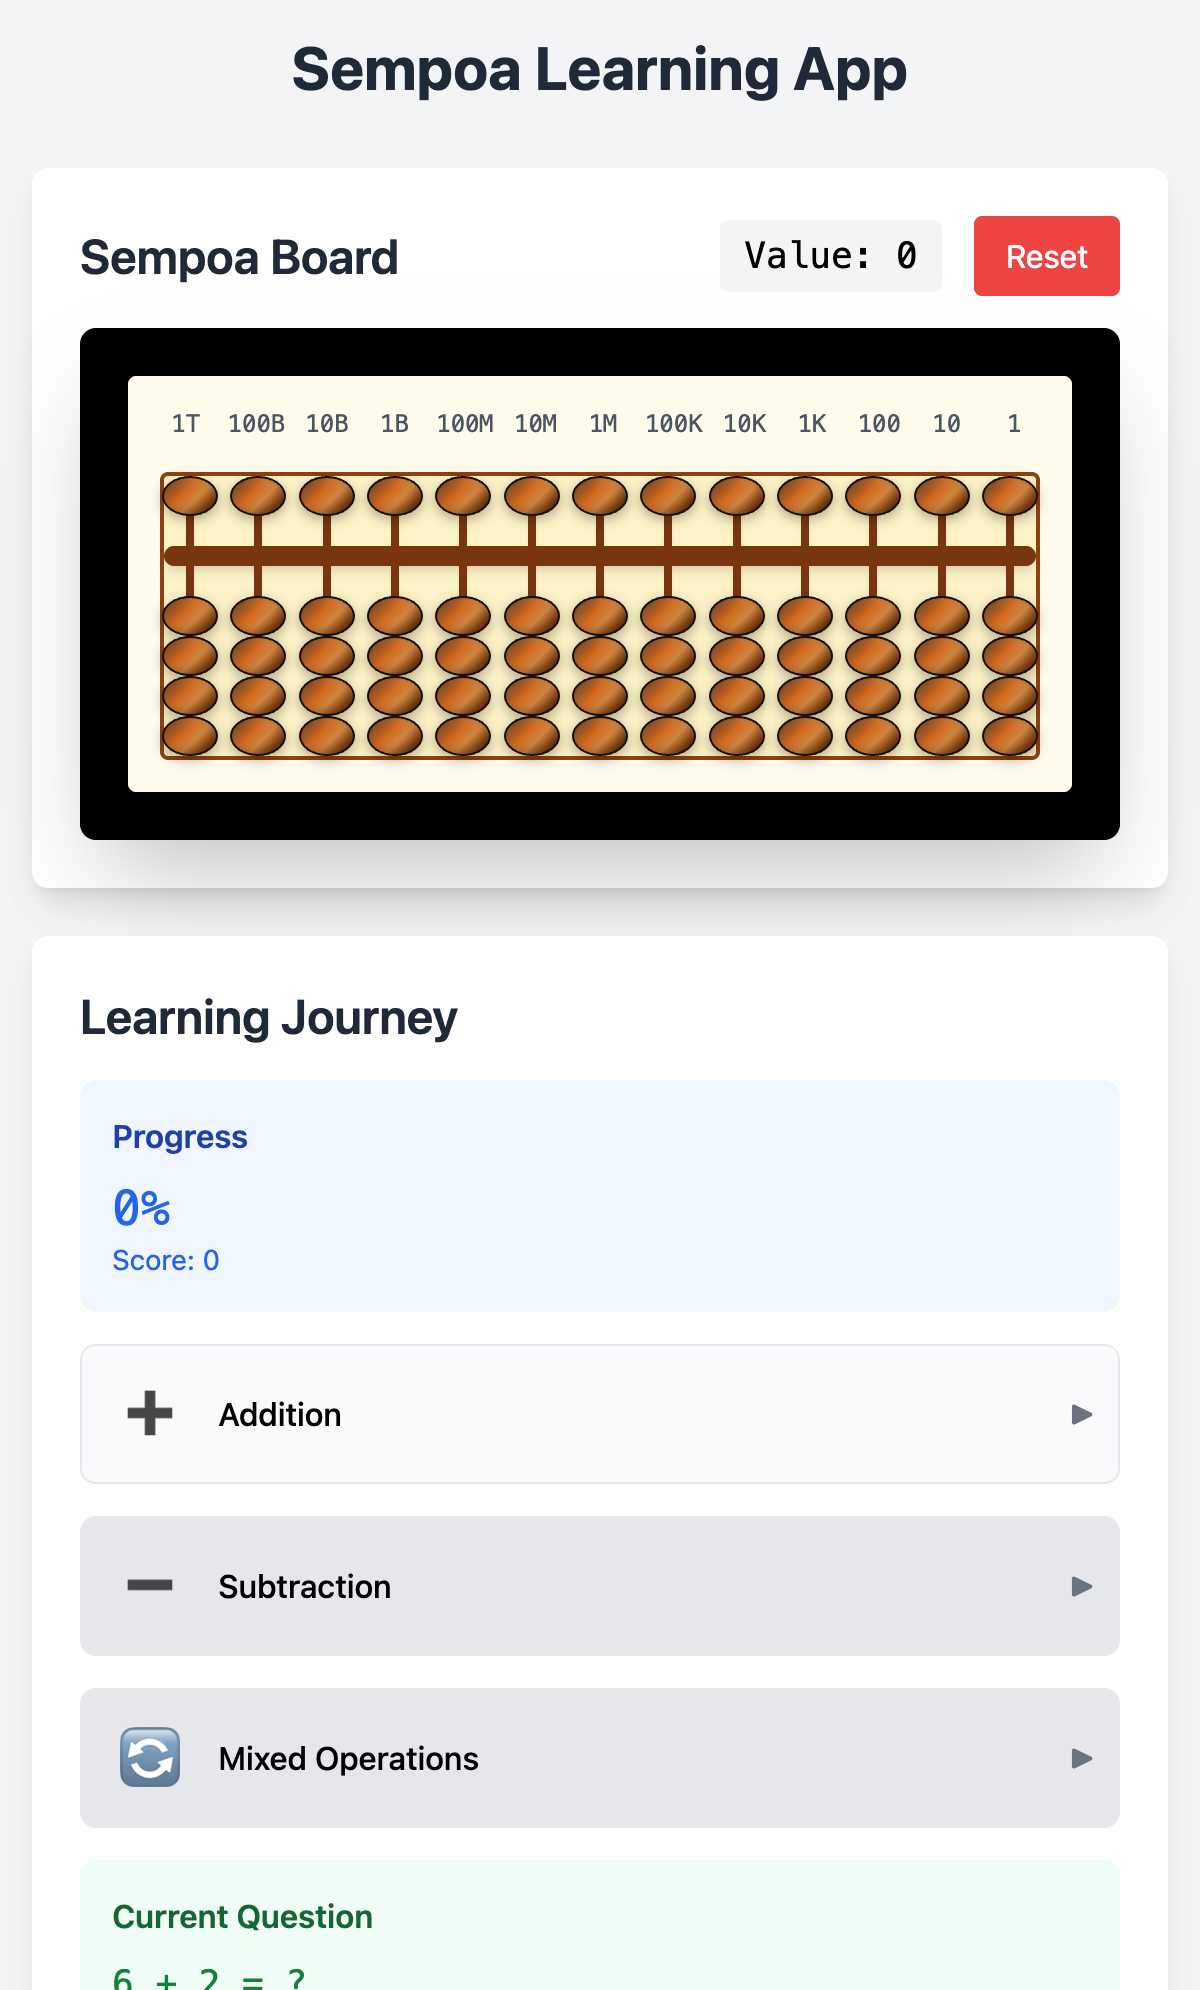 Sempoa Learning App
Sempoa Board
Value: 0
Reset
1T 100B 10B 1B 100M 10M 1M 100K 10K 1K 100 10 1
Learning Journey
Progress
0%
Score: 0
Addition
Subtraction
Mixed Operations
Current Question
6 + 2 = ?